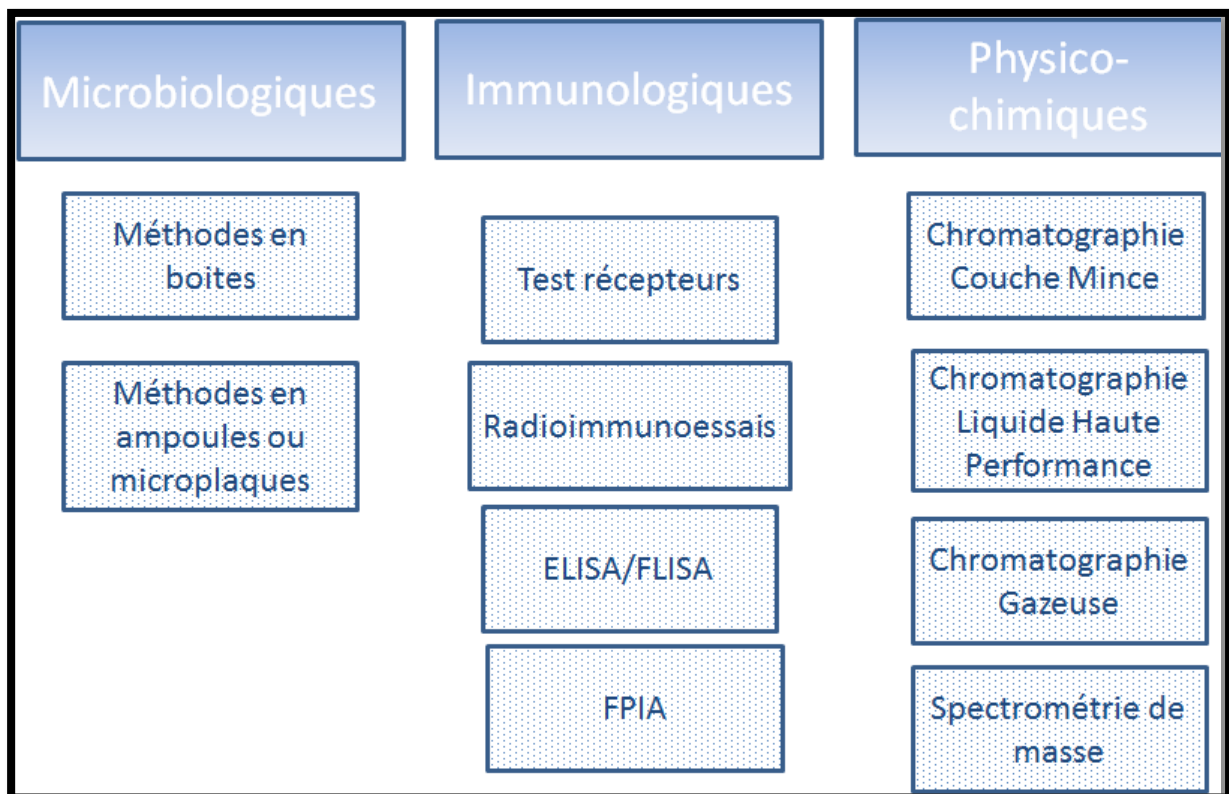 Microbiologiques
Immunologiques
Physico-
chimiques
Méthodes en
boites
Méthodes en
ampoules ou
microplaques
Test récepteurs
Radioimmunoessais
ELISA/FLISA
FPIA
Chromatographie
Couche Mince
Chromatographie
Liquide Haute
Performance
Chromatographie
Gazeuse
Spectrométrie de
masse